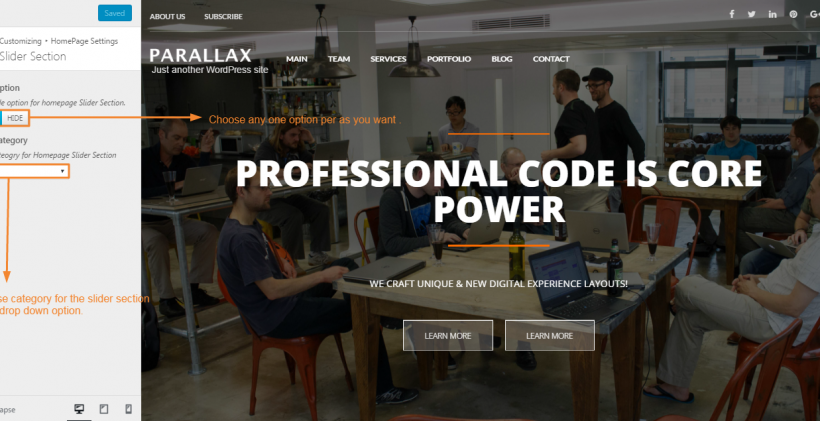 Saved
Customizing ‣ HomePage Settings
Slider Section
ption
le option for homepage Slider Section.
HIDE
ategory
ateogry for Homepage Slider Section
se category for the slider section
drop down option.
apse
ABOUT US SUBSCRIBE
PARALLAX
Just another WordPress site
MAIN TEAM SERVICES PORTFOLIO BLOG CONTACT
Choose any one option per as you want .
PROFESSIONAL CODE IS CORE
POWER
WE CRAFT UNIQUE & NEW DIGITAL EXPERIENCE LAYOUTS!
LEARN MORE LEARN MORE